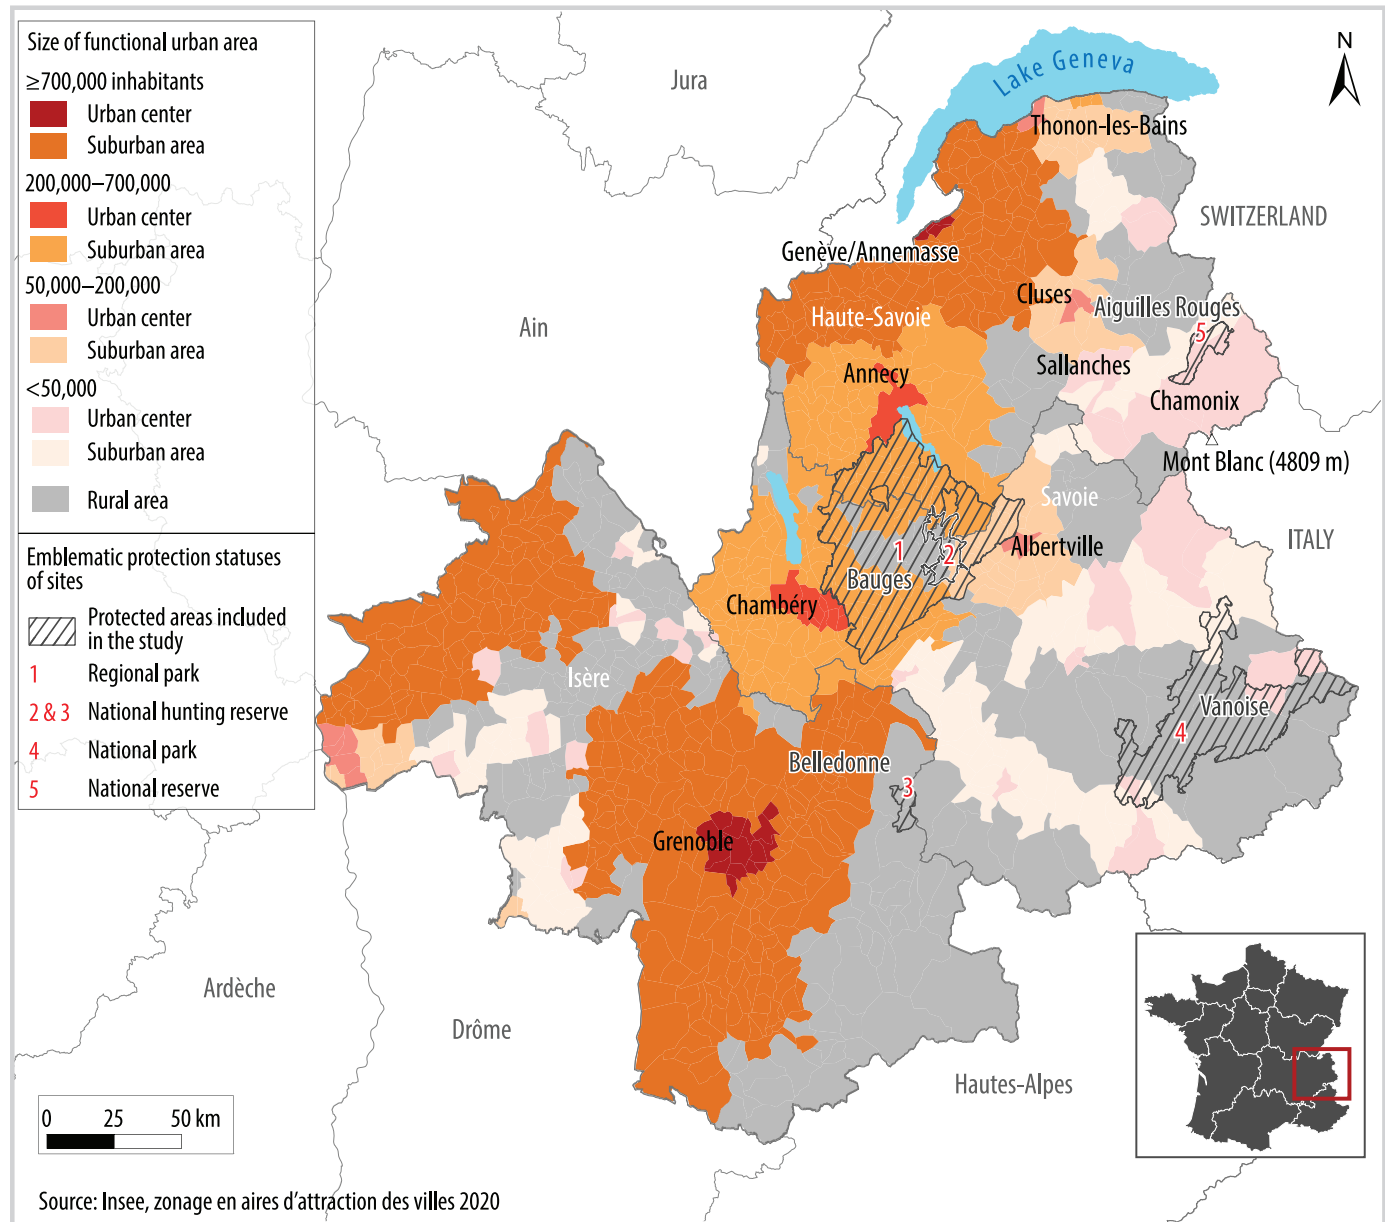 Size of functional urban area
≥700,000 inhabitants
Urban center
Suburban area
200,000–700,000
Urban center
Suburban area
50,000–200,000
Urban center
Suburban area
<50,000
Urban center
Suburban area
Rural area
Emblematic protection statuses
of sites
Protected areas included
in the study
1 Regional park
2 & 3 National hunting reserve
4 National park
5 National reserve
N
Jura
Lake Geneva
Thonon-les-Bains
SWITZERLAND
Genève/Annemasse
Cluses
Aiguilles Rouges
Haute-Savoie
Ain
5
Sallanches
Annecy
Chamonix
Mont Blanc (4809 m)
Savoie
ITALY
Albertville
1
2
Bauges
Chambéry
Isère
Vanoise
4
Belledonne
3
Grenoble
Ardèche
Drôme
Hautes-Alpes
0 25 50 km
Source: Insee, zonage en aires d'attraction des villes 2020